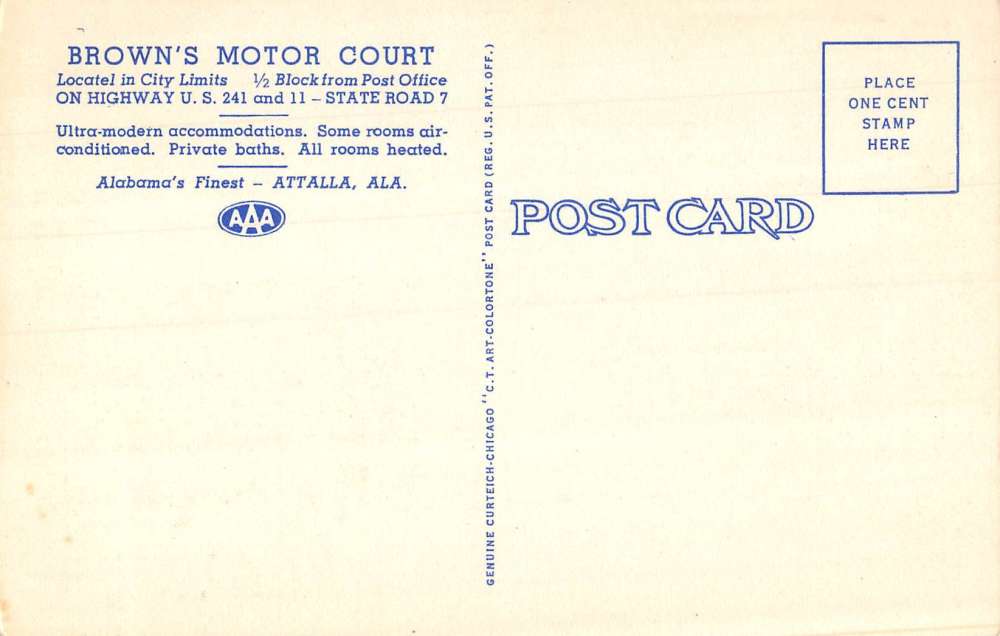 BROWN'S MOTOR COURT
Locatel in City Limits ½ Block from Post Office
ON HIGHWAY U. S. 241 and 11 – STATE ROAD 7
Ultra-modern accommodations. Some rooms air-
conditioned. Private baths. All rooms heated.
Alabama's Finest – ATTALLA, ALA.
AAA
GENUINE CURTEICH-CHICAGO "C.T. ART-COLORTONE" POST CARD (REG. U.S. PAT. OFF.)
POST CARD
PLACE
ONE CENT
STAMP
HERE